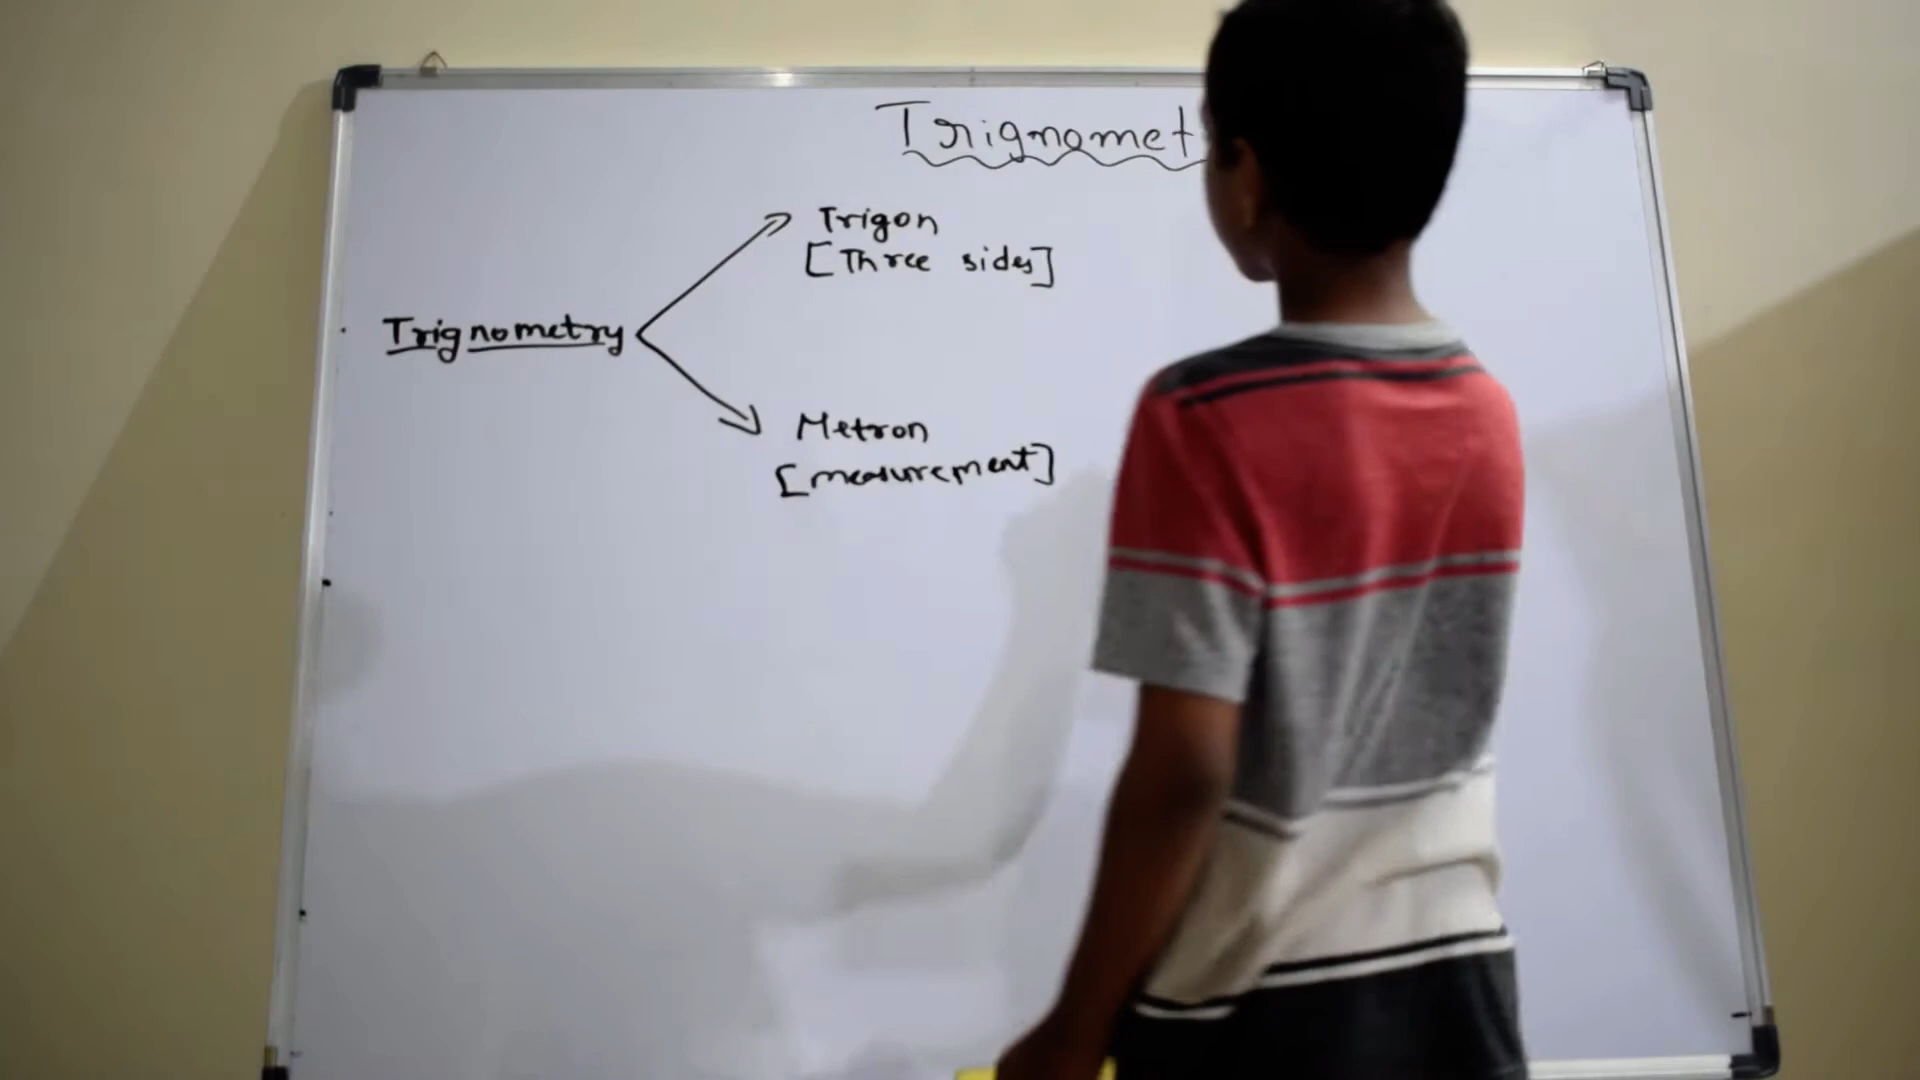 Trignomet
Trigon
[Three sides]
Trignometry
Metron
[measurement]